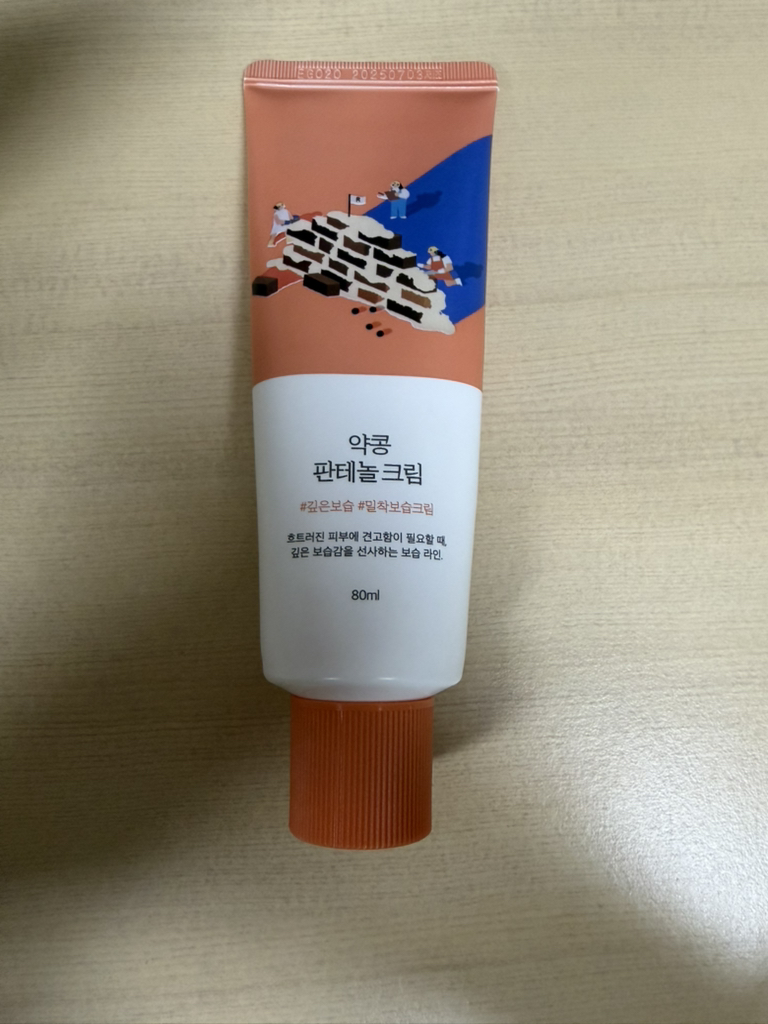 EG020 20250703
약콩
판테놀 크림
#깊은보습 #밀착보습크림
흐트러진 피부에 견고함이 필요할 때,
깊은 보습감을 선사하는 보습 라인.
80ml